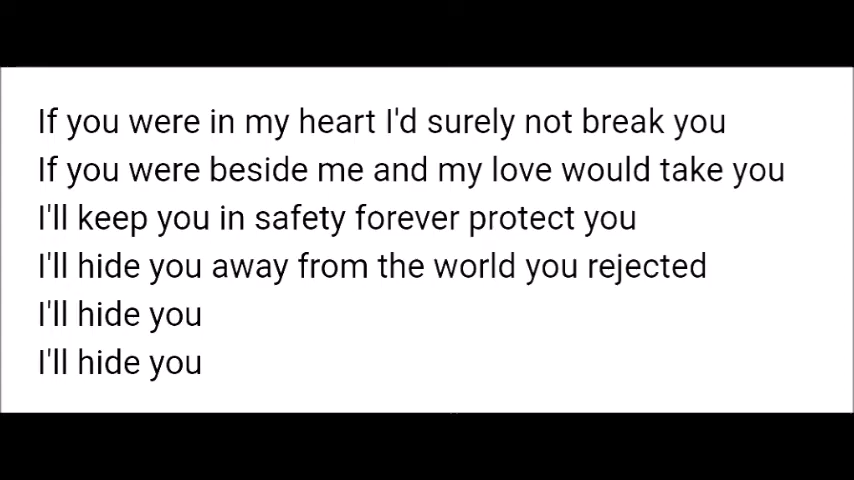 If you were in my heart I'd surely not break you
If you were beside me and my love would take you
I'll keep you in safety forever protect you
I'll hide you away from the world you rejected
I'll hide you
I'll hide you